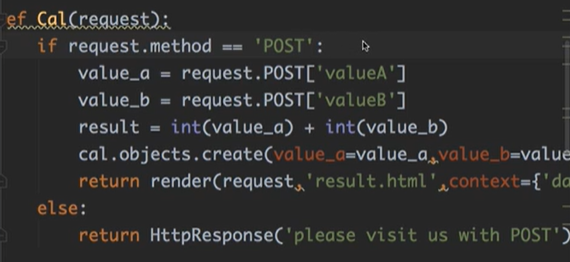 ef Cal(request):
if request.method == 'POST':
value_a = request.POST['valueA']
value_b = request.POST['valueB']
result = int(value_a) + int(value_b)
cal.objects.create(value_a=value_a,value_b=value
return render(request,'result.html',context={'da
else:
return HttpResponse('please visit us with POST')